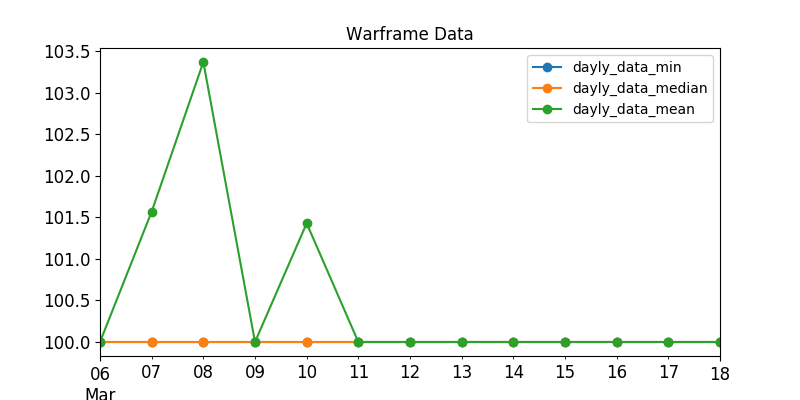 Warframe Data
dayly_data_min
dayly_data_median
dayly_data_mean
103.5
103.0
102.5
102.0
101.5
101.0
100.5
100.0
06 07 08 09 10 11 12 13 14 15 16 17 18
Mar